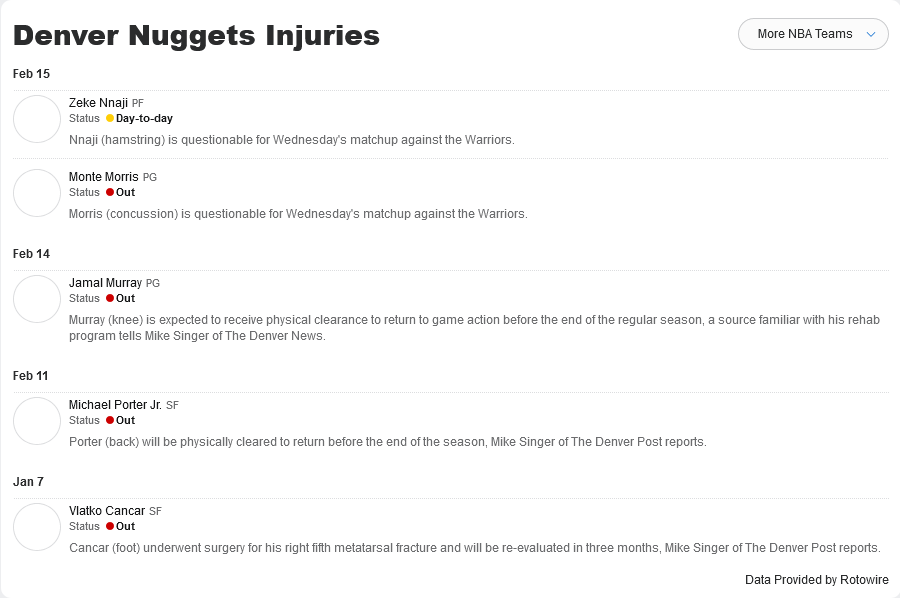 Denver Nuggets Injuries
More NBA Teams
Feb 15
Zeke Nnaji PF
Status Day-to-day
Nnaji (hamstring) is questionable for Wednesday's matchup against the Warriors.
Monte Morris PG
Status Out
Morris (concussion) is questionable for Wednesday's matchup against the Warriors.
Feb 14
Jamal Murray PG
Status Out
Murray (knee) is expected to receive physical clearance to return to game action before the end of the regular season, a source familiar with his rehab
program tells Mike Singer of The Denver News.
Feb 11
Michael Porter Jr. SF
Status Out
Porter (back) will be physically cleared to return before the end of the season, Mike Singer of The Denver Post reports.
Jan 7
Vlatko Cancar SF
Status Out
Cancar (foot) underwent surgery for his right fifth metatarsal fracture and will be re-evaluated in three months, Mike Singer of The Denver Post reports.
Data Provided by Rotowire